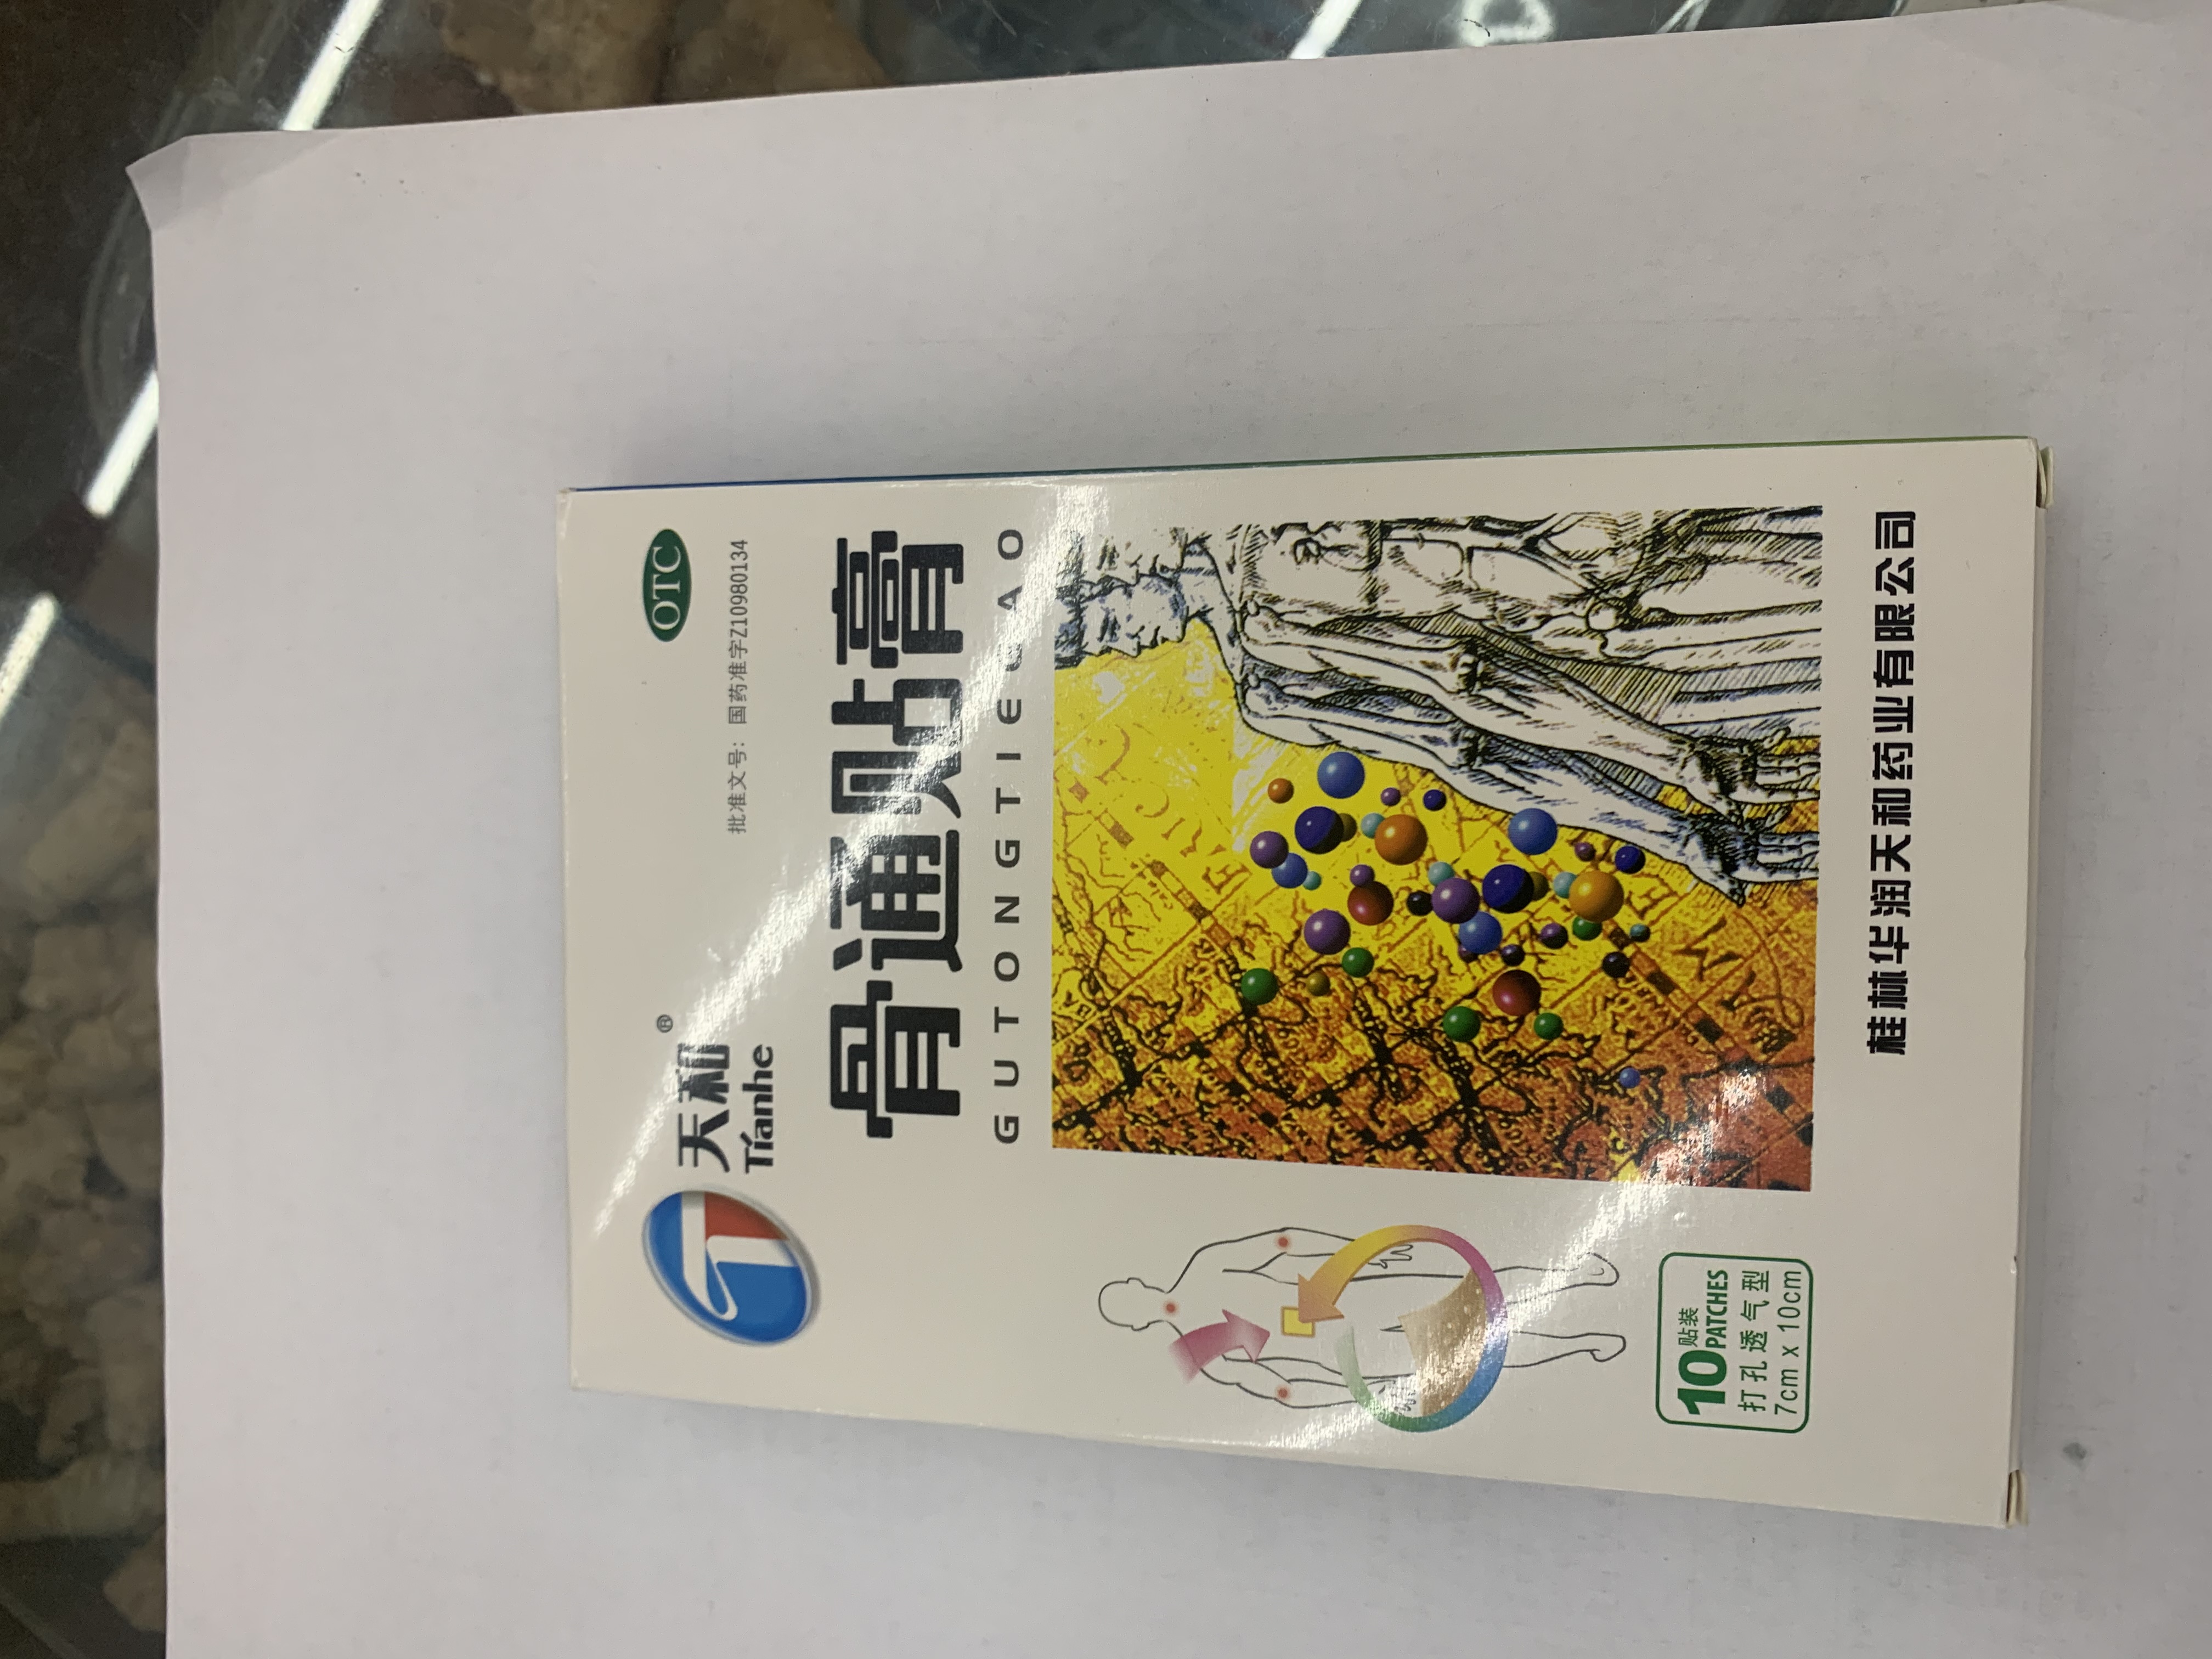 天和®
Tianhe
OTC
批准文号：国药准字Z10980134
骨通贴膏
GUTONGTIEGAO
10贴装
PATCHES
打孔透气型
7cm x 10cm
桂林华润天和药业有限公司